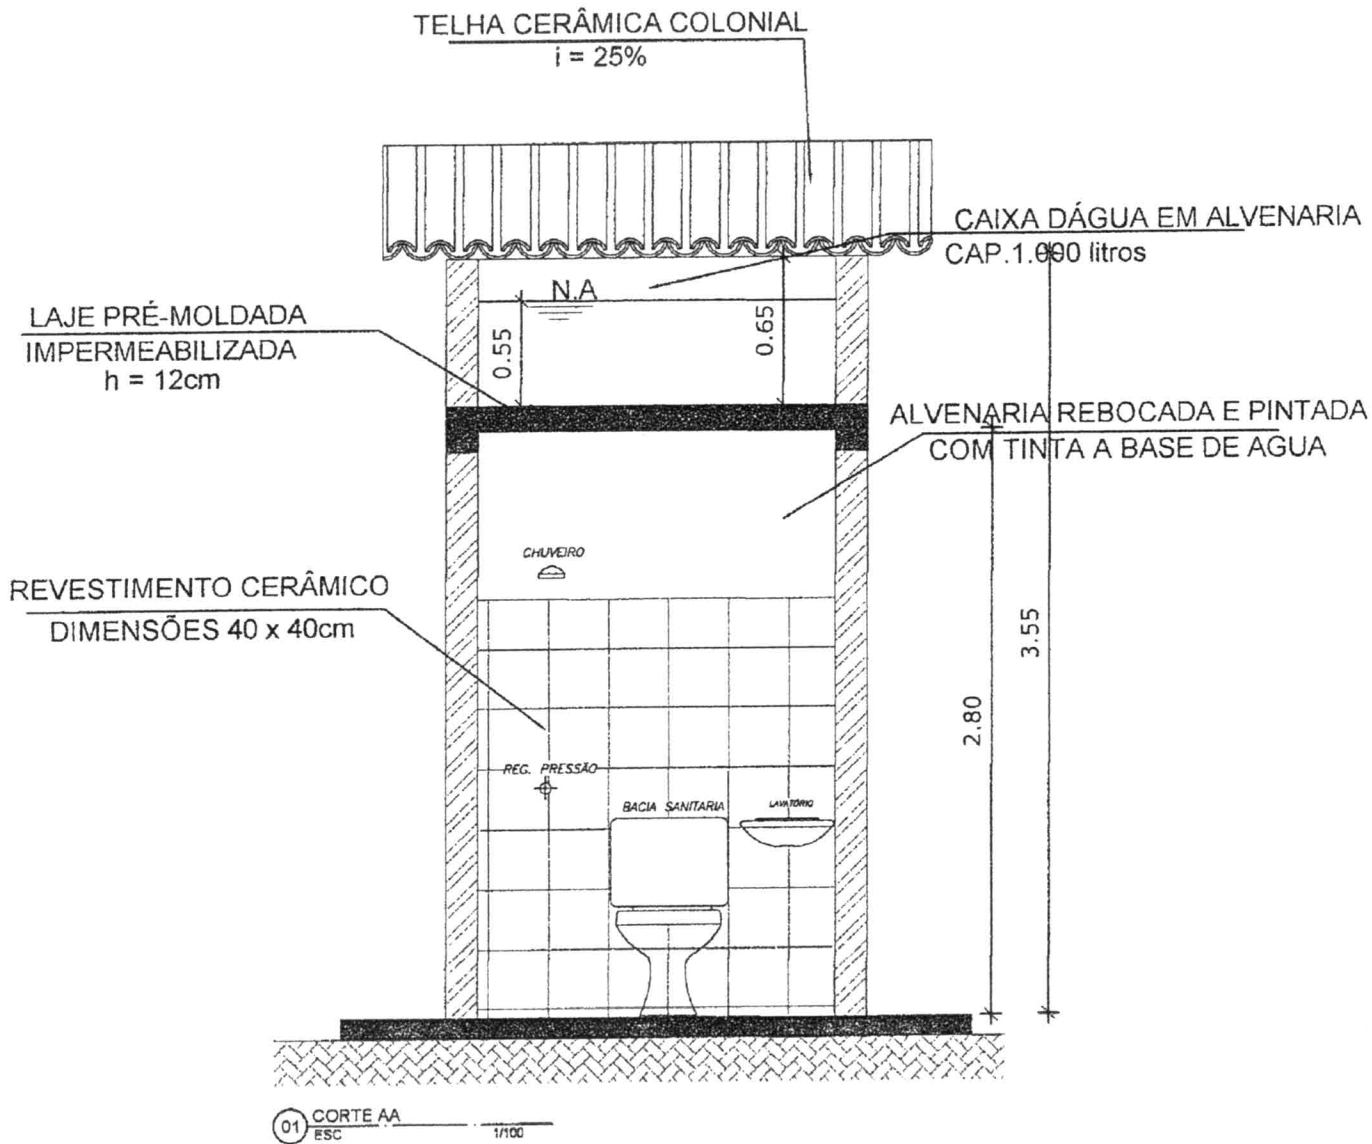 TELHA CERÂMICA COLONIAL
i = 25%
CAIXA DÁGUA EM ALVENARIA
CAP.1.000 litros
N.A
LAJE PRÉ-MOLDADA
IMPERMEABILIZADA
h = 12cm
0.55
0.65
ALVENARIA REBOCADA E PINTADA
COM TINTA A BASE DE AGUA
CHUVEIRO
REVESTIMENTO CERÂMICO
DIMENSÕES 40 x 40cm
3.55
2.80
REG. PRESSÃO
BACIA SANITARIA
LAVATÓRIO
01 CORTE AA
ESC 1/100